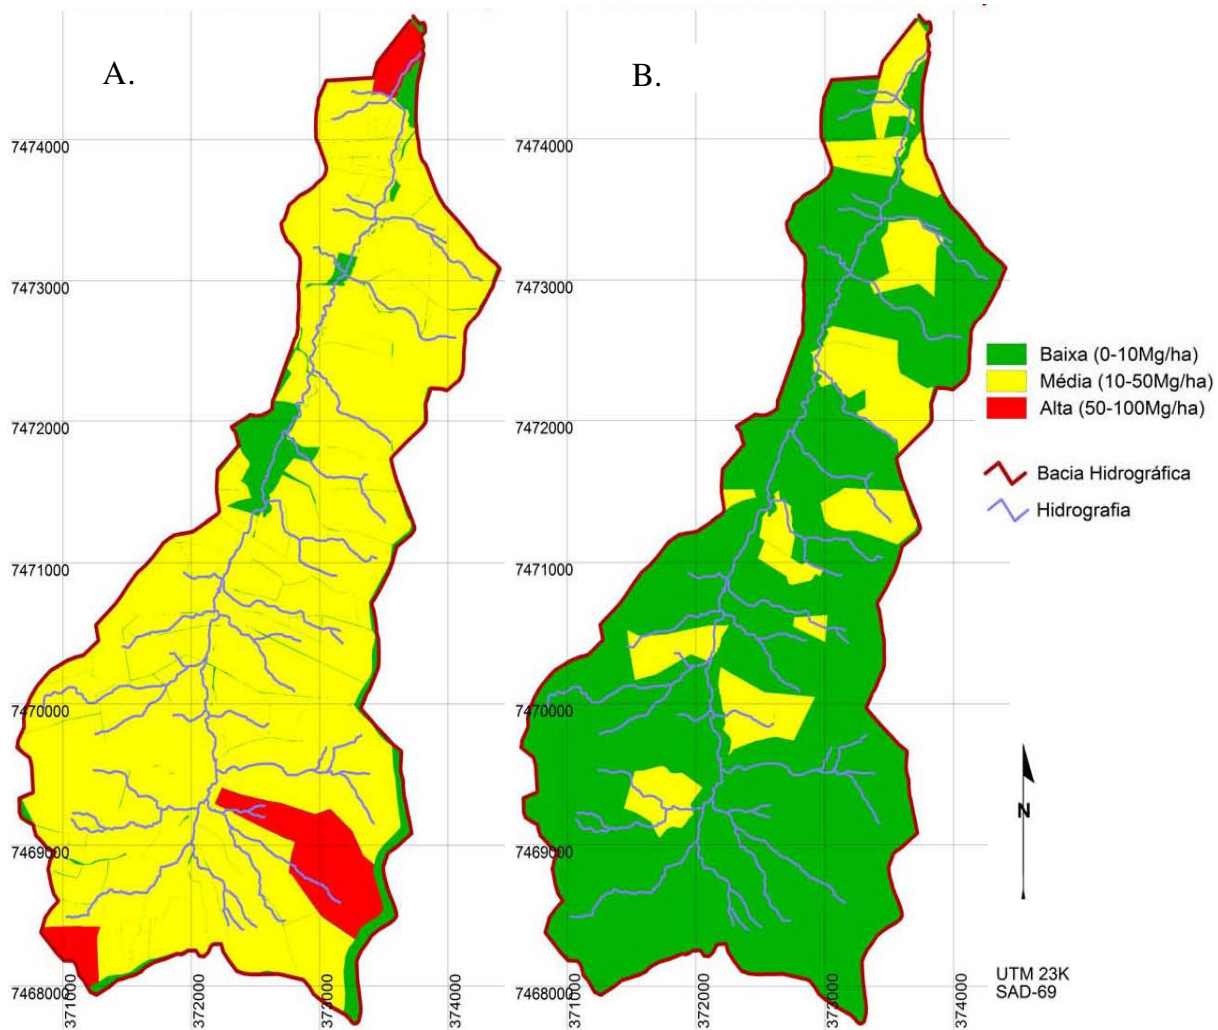 A.
B.
7474000
7473000
7472000
7471000
7470000
7469000
7468000
371000
372000
373000
374000
7474000
7473000
7472000
7471000
7470000
7469000
7468000
371000
372000
373000
374000
Baixa (0-10Mg/ha)
Média (10-50Mg/ha)
Alta (50-100Mg/ha)
Bacia Hidrográfica
Hidrografia
N
UTM 23K
SAD-69